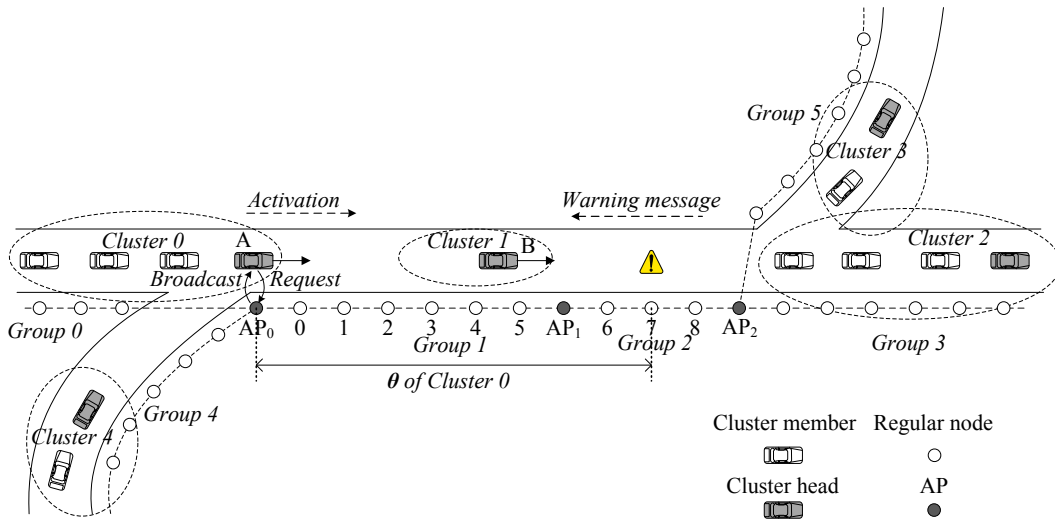 Group 5
Cluster 3
Activation
Warning message
Cluster 0
A
Cluster 1
B
Cluster 2
Broadcast
Request
Group 0
AP0
0
1
2
3
4
5
AP1
6
7
8
AP2
Group 1
Group 2
Group 3
θ of Cluster 0
Group 4
Cluster 4
Cluster member
Regular node
Cluster head
AP